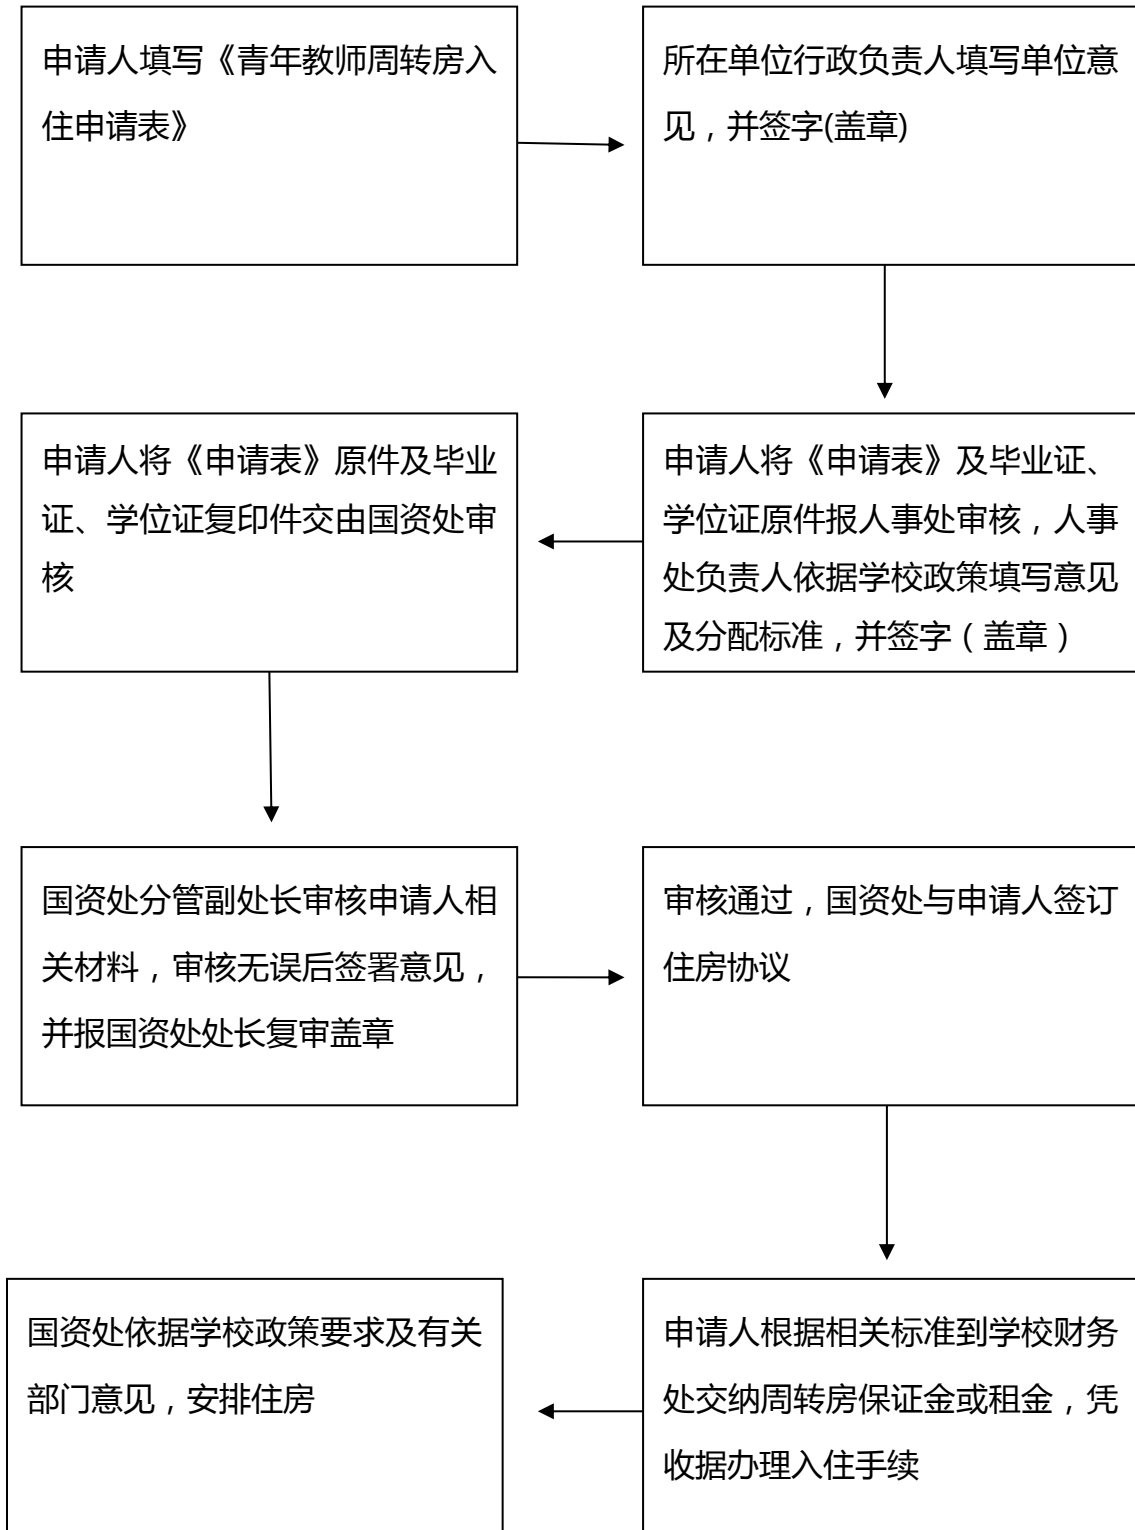 申请人填写《青年教师周转房入
住申请表》
所在单位行政负责人填写单位意
见，并签字(盖章)
申请人将《申请表》及毕业证、
学位证原件报人事处审核，人事
处负责人依据学校政策填写意见
及分配标准，并签字（盖章）
申请人将《申请表》原件及毕业
证、学位证复印件交由国资处审
核
国资处分管副处长审核申请人相
关材料，审核无误后签署意见，
并报国资处处长复审盖章
审核通过，国资处与申请人签订
住房协议
申请人根据相关标准到学校财务
处交纳周转房保证金或租金，凭
收据办理入住手续
国资处依据学校政策要求及有关
部门意见，安排住房